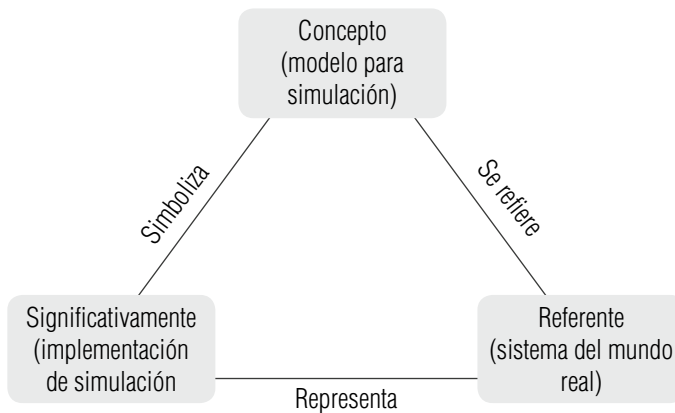 Concepto
(modelo para
simulación)
Simboliza
Se refiere
Significativamente
(implementación
de simulación
Referente
(sistema del mundo
real)
Representa